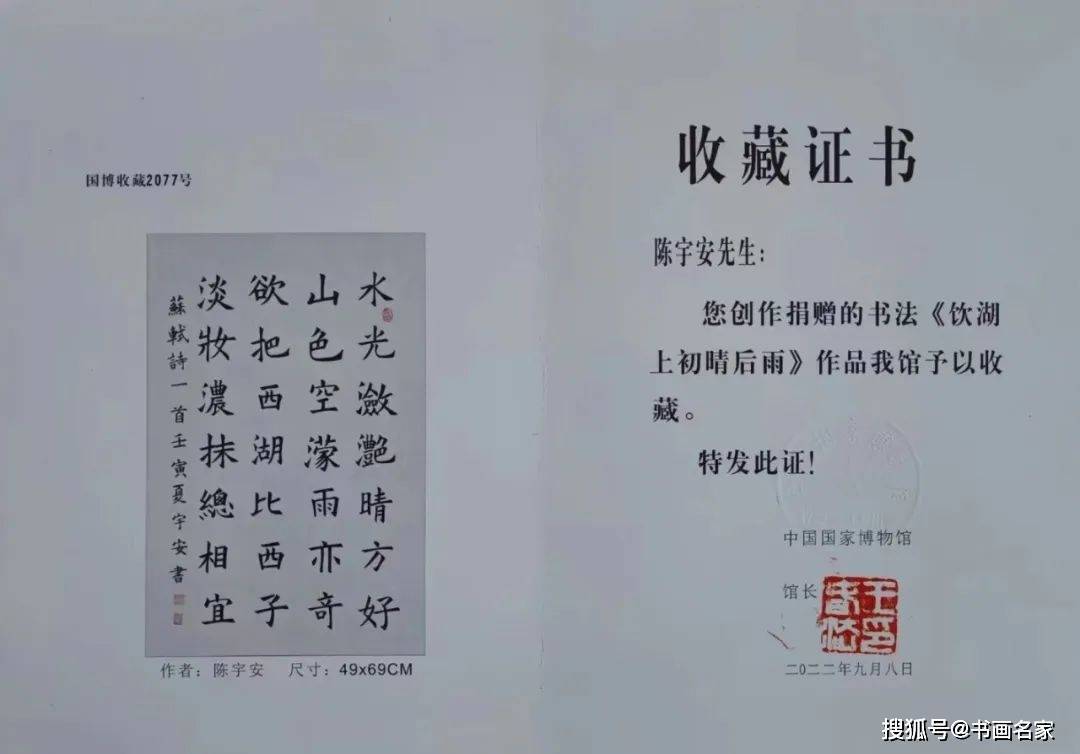 国博收藏2077号
水光瀲灩晴方好
山色空濛雨亦奇
欲把西湖比西子
淡妝濃抹總相宜
蘇軾詩一首壬寅夏宇安書
作者：陈宇安 尺寸：49x69CM
收藏证书
陈宇安先生：
您创作捐赠的书法《饮湖
上初晴后雨》作品我馆予以收
藏。
特发此证！
中国国家博物馆
馆长
二〇二二年九月八日
搜狐号@书画名家